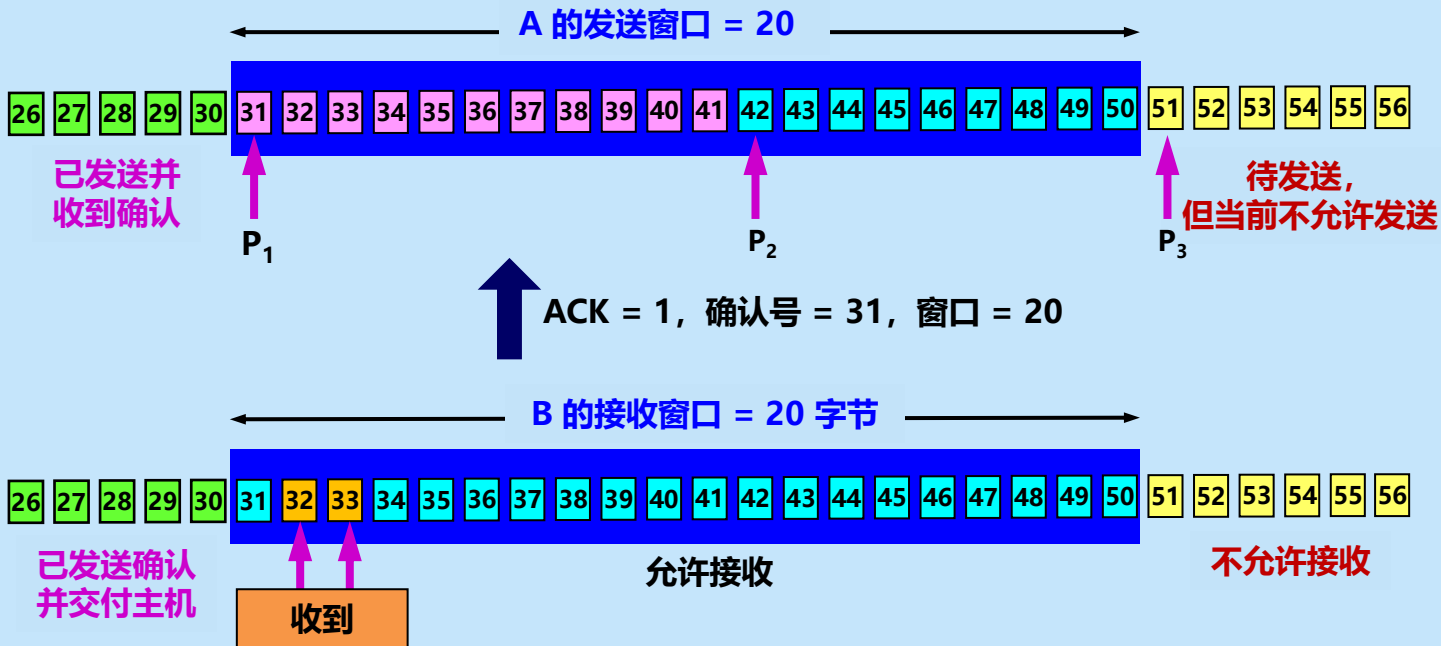 A 的发送窗口 = 20
26 27 28 29 30 31 32 33 34 35 36 37 38 39 40 41 42 43 44 45 46 47 48 49 50 51 52 53 54 55 56
已发送并
收到确认
P1
P2
P3
待发送，
但当前不允许发送
ACK = 1，确认号 = 31，窗口 = 20
B 的接收窗口 = 20 字节
26 27 28 29 30 31 32 33 34 35 36 37 38 39 40 41 42 43 44 45 46 47 48 49 50 51 52 53 54 55 56
已发送确认
并交付主机
收到
允许接收
不允许接收